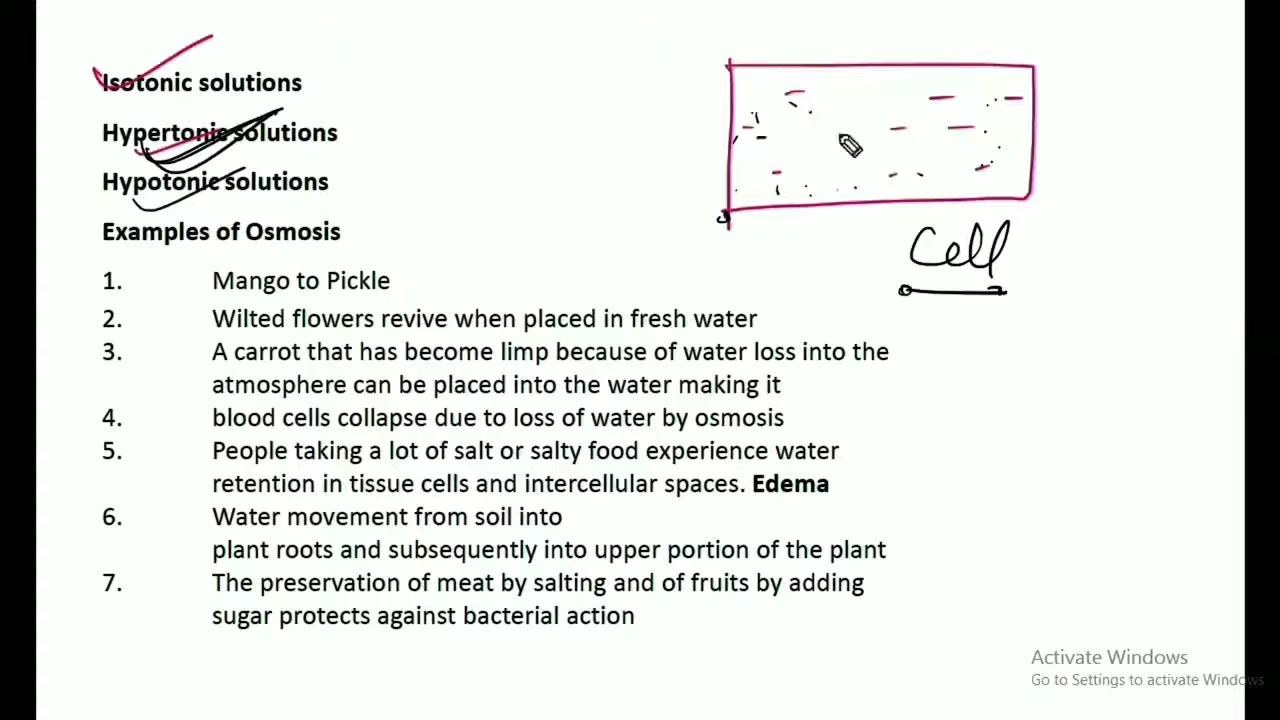 Isotonic solutions
Hypertonic solutions
Hypotonic solutions
Examples of Osmosis
Cell
1. Mango to Pickle
2. Wilted flowers revive when placed in fresh water
3. A carrot that has become limp because of water loss into the
atmosphere can be placed into the water making it
4. blood cells collapse due to loss of water by osmosis
5. People taking a lot of salt or salty food experience water
retention in tissue cells and intercellular spaces. Edema
6. Water movement from soil into
plant roots and subsequently into upper portion of the plant
7. The preservation of meat by salting and of fruits by adding
sugar protects against bacterial action
Activate Windows
Go to Settings to activate Windows